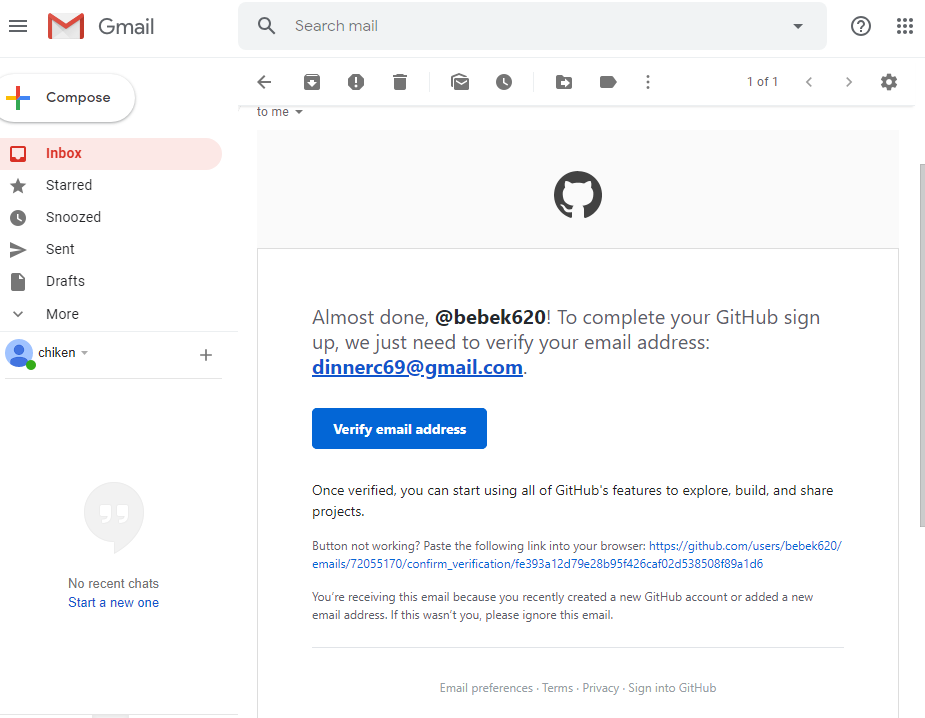 Gmail
Search mail
Compose
1 of 1
to me
Inbox
Starred
Snoozed
Sent
Drafts
More
chiken
No recent chats
Start a new one
Almost done, @bebek620! To complete your GitHub sign
up, we just need to verify your email address:
dinnerc69@gmail.com.
Verify email address
Once verified, you can start using all of GitHub's features to explore, build, and share
projects.
Button not working? Paste the following link into your browser: https://github.com/users/bebek620/
emails/72055170/confirm_verification/fe393a12d79e28b95f426caf02d538508f89a1d6
You're receiving this email because you recently created a new GitHub account or added a new
email address. If this wasn't you, please ignore this email.
Email preferences · Terms · Privacy · Sign into GitHub